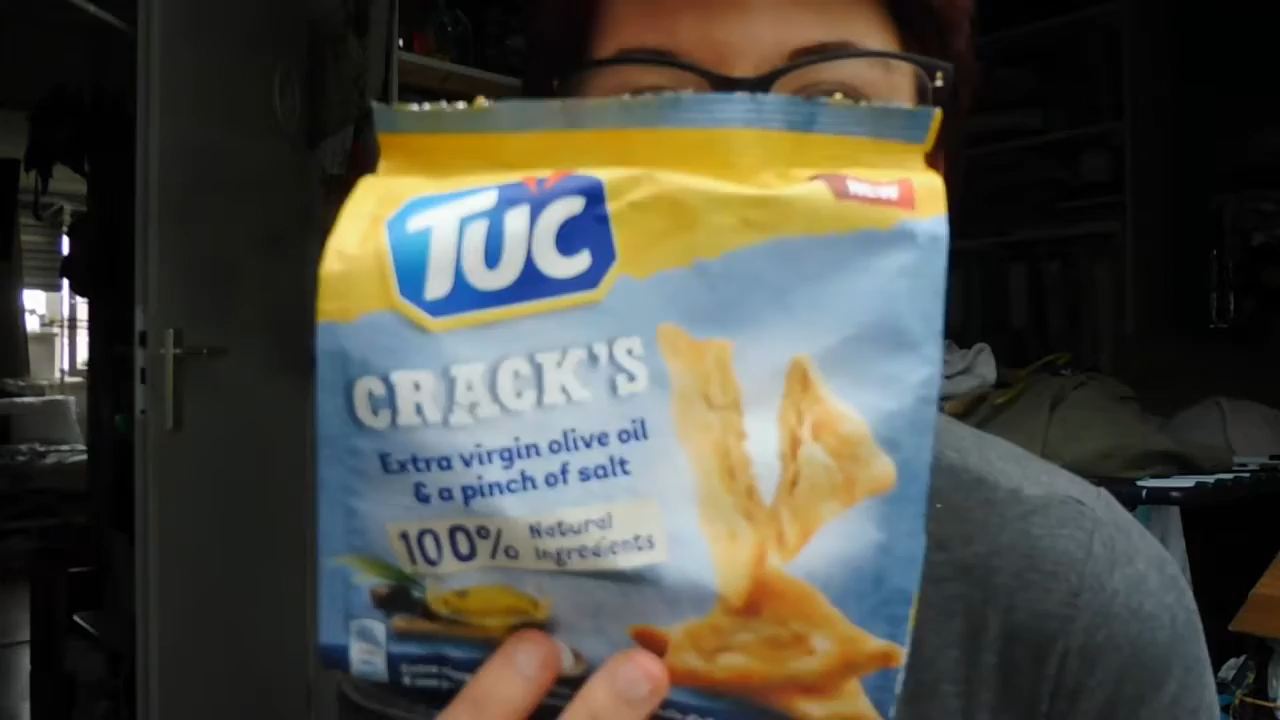 NEW
TUC
CRACK'S
Extra virgin olive oil
& a pinch of salt
100% Natural
Ingredients